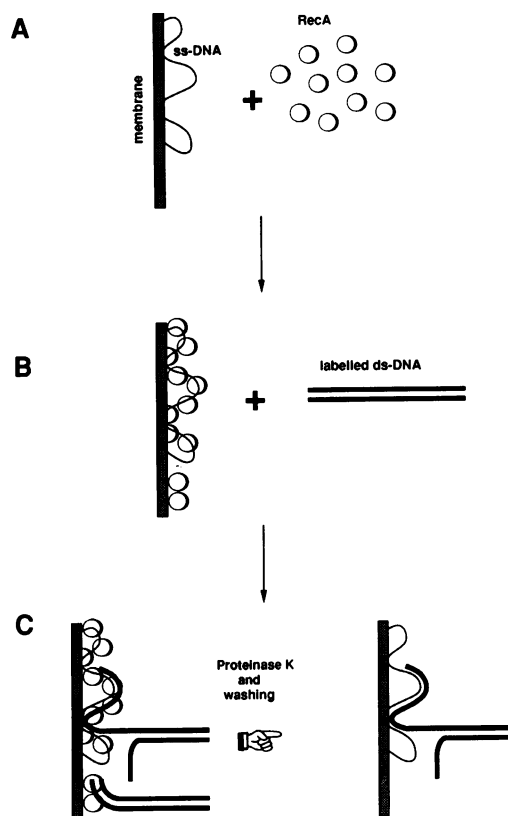 A
ss-DNA
membrane
+
RecA
B
+
labelled ds-DNA
C
Proteinase K
and
washing